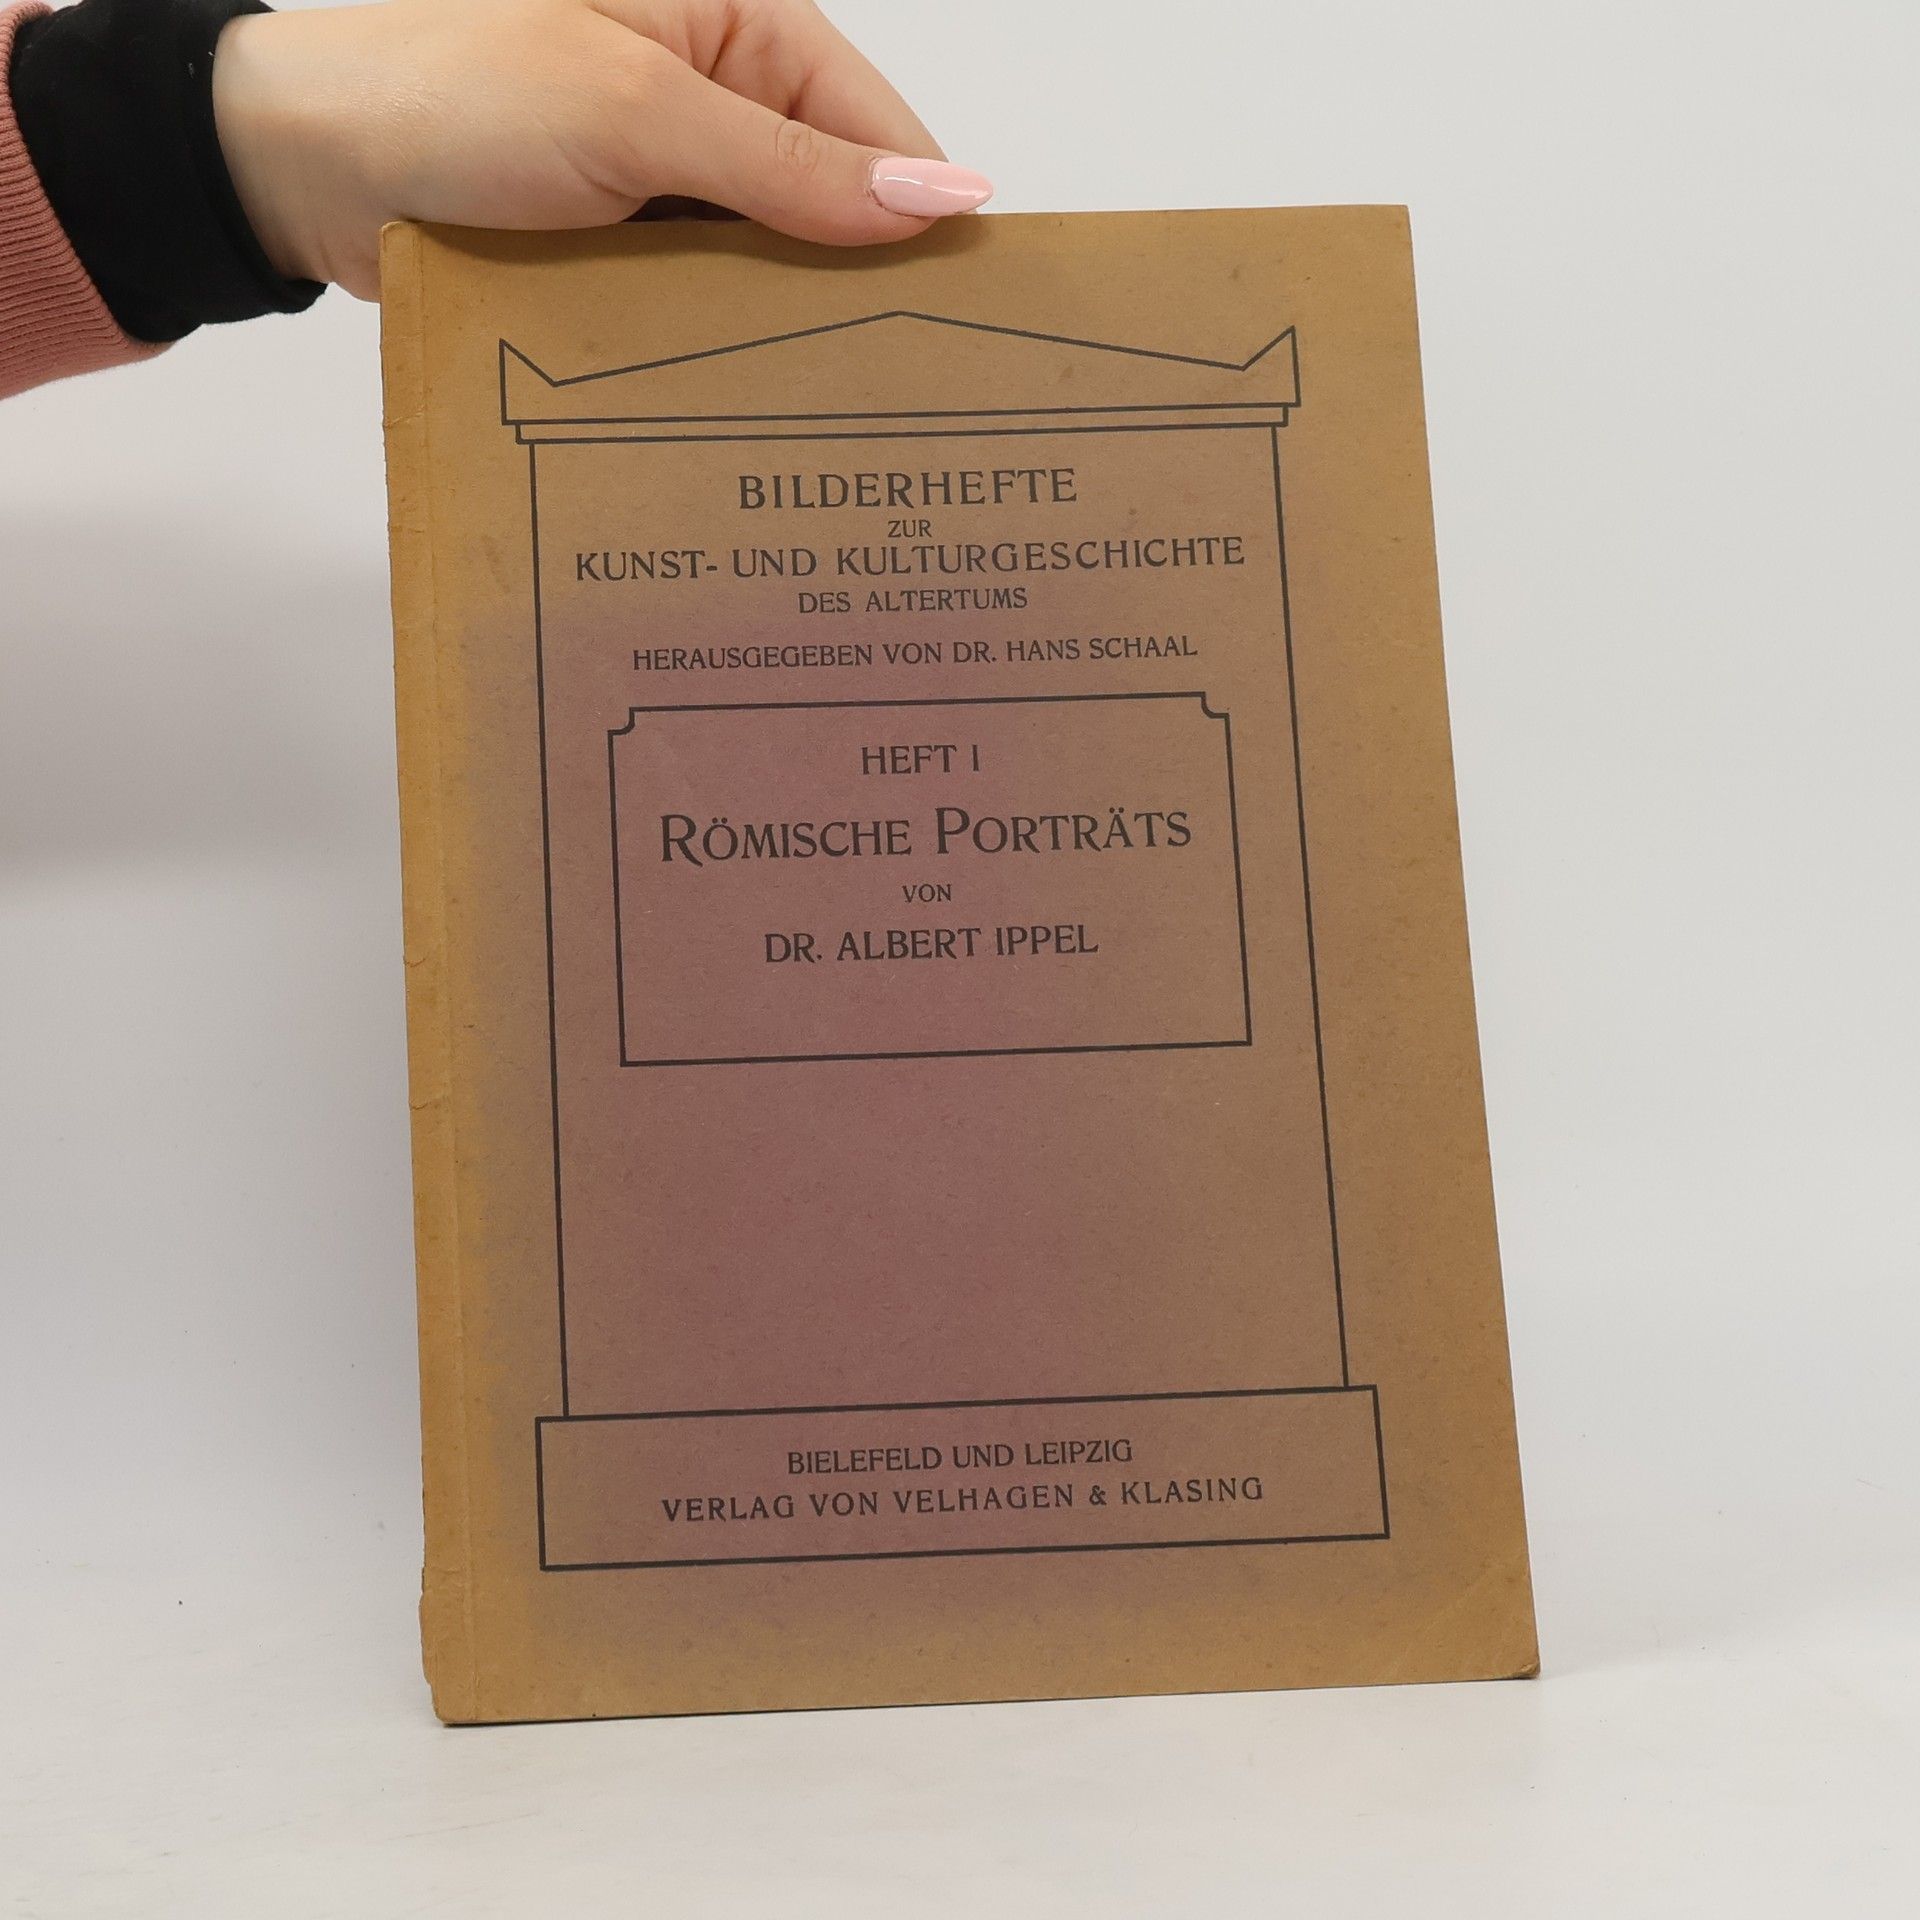 BILDERHEFTE
ZUR
KUNST- UND KULTURGESCHICHTE
DES ALTERTUMS
HERAUSGEGEBEN VON DR. HANS SCHAAL
HEFT I
RÖMISCHE PORTRÄTS
VON
DR. ALBERT IPPEL
BIELEFELD UND LEIPZIG
VERLAG VON VELHAGEN & KLASING